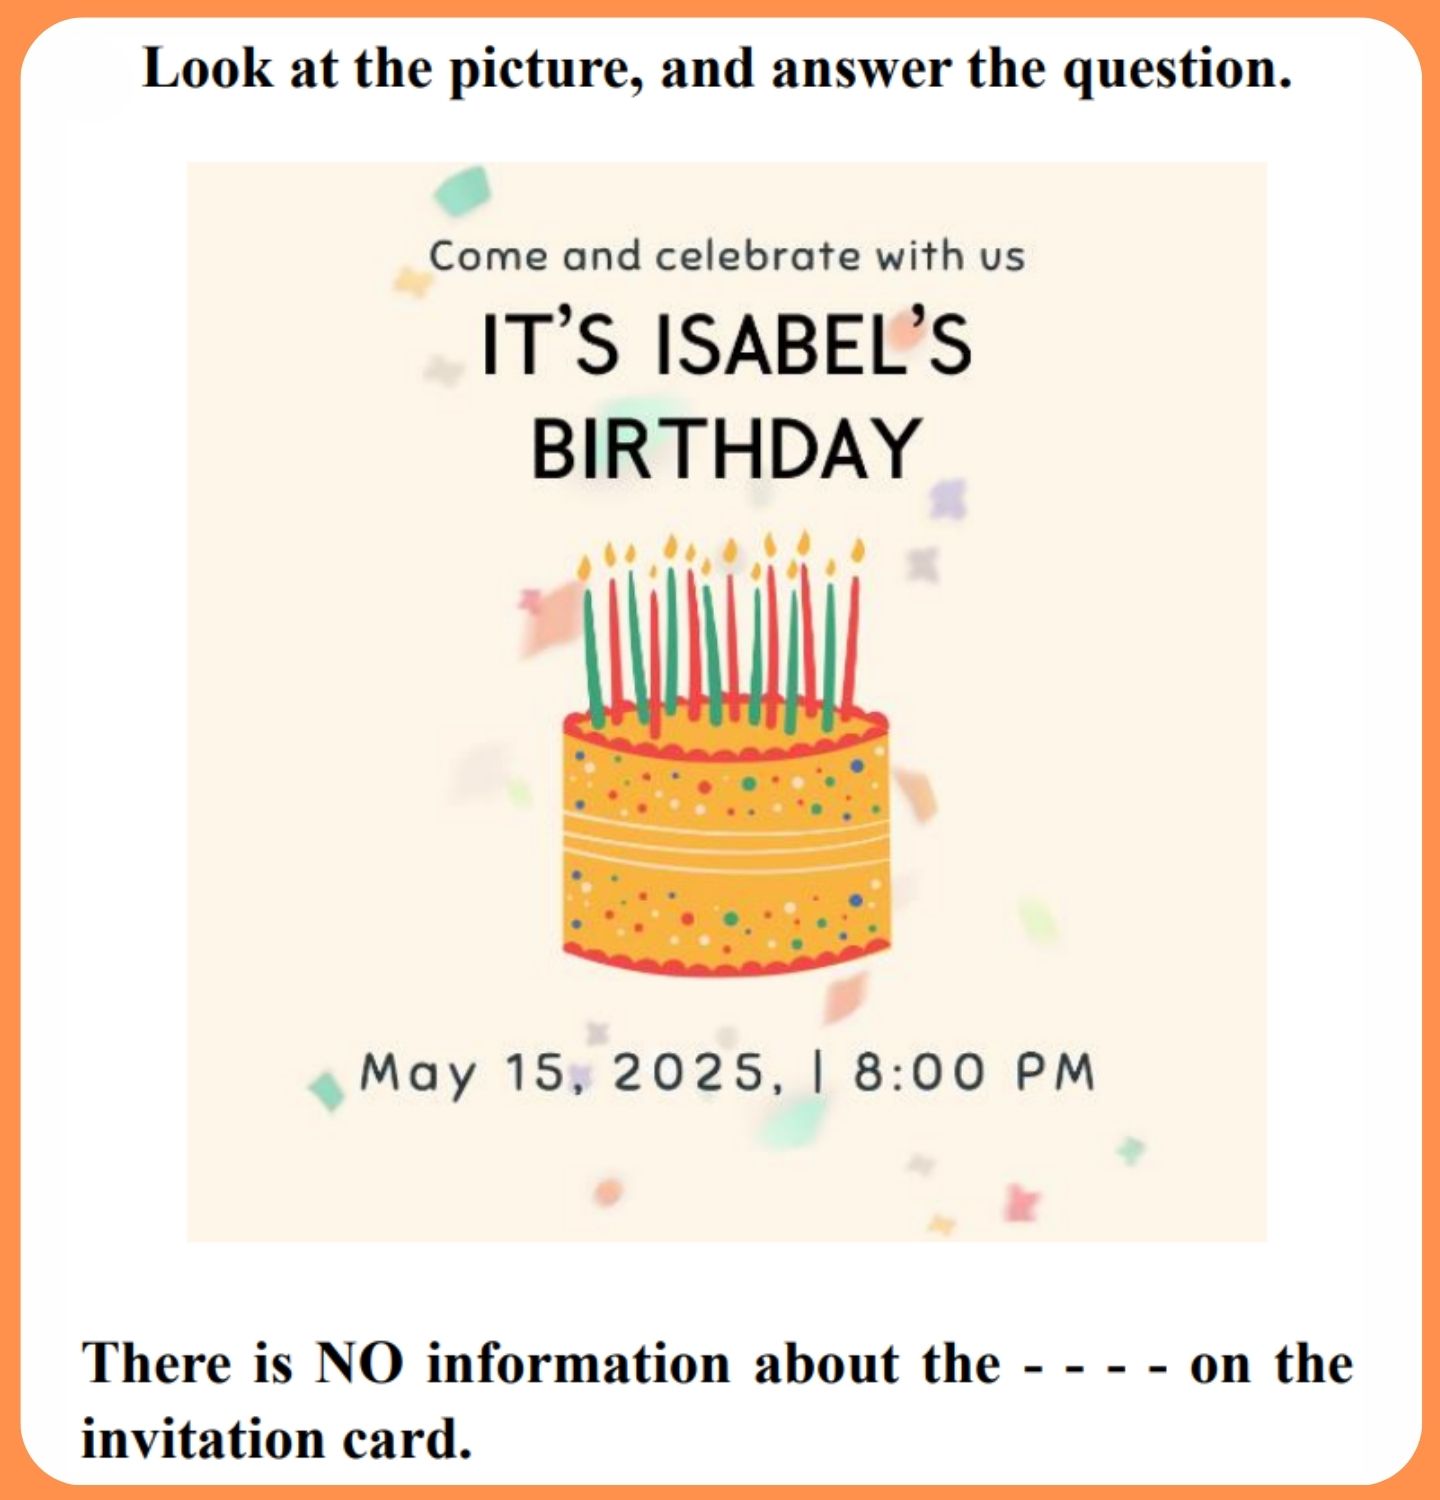 Look at the picture, and answer the question.
Come and celebrate with us
IT'S ISABEL'S
BIRTHDAY
May 15, 2025, | 8:00 PM
There is NO information about the - - - - on the
invitation card.